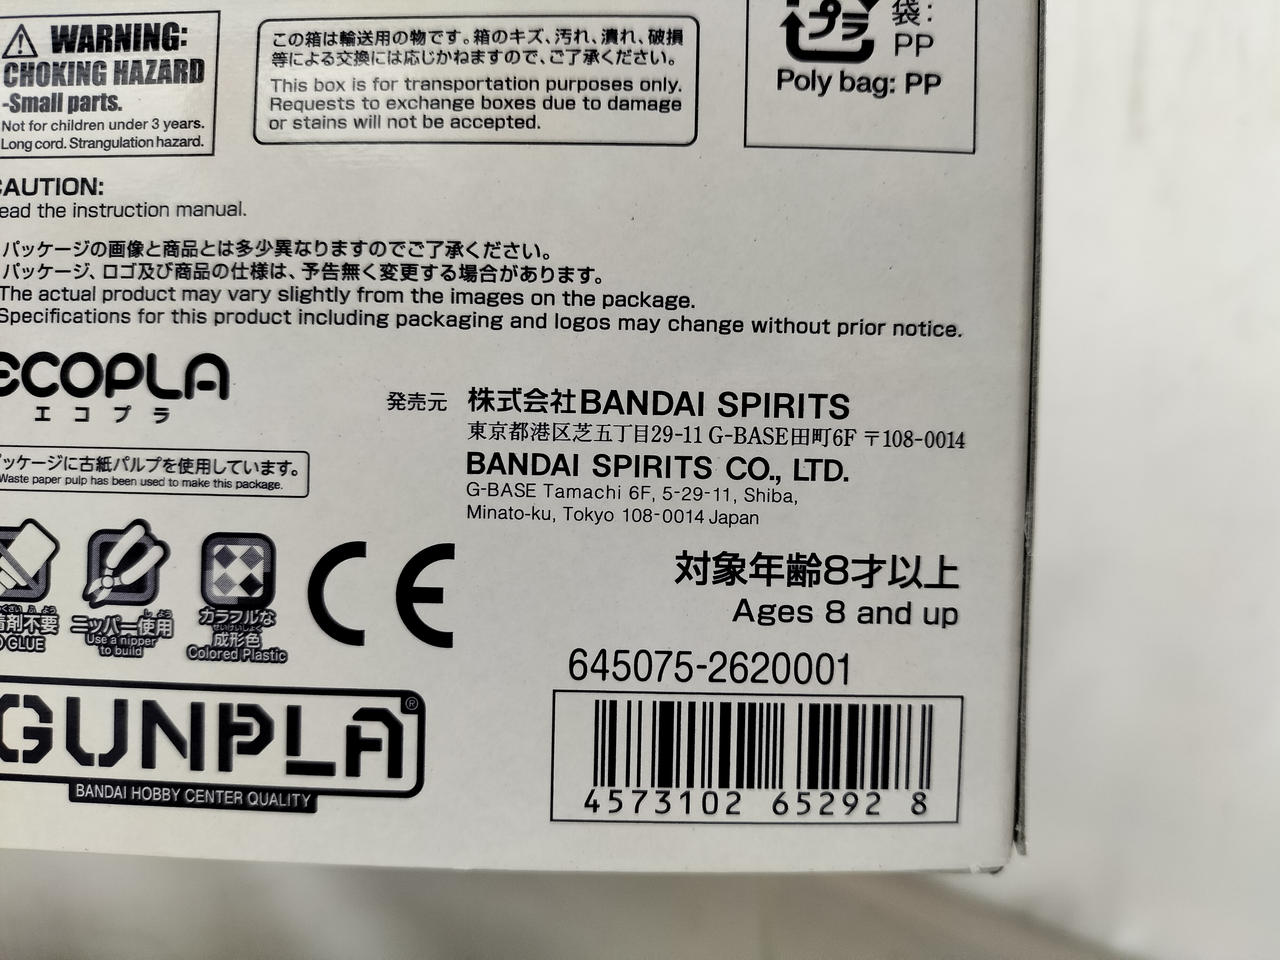 WARNING:
CHOKING HAZARD
-Small parts.
Not for children under 3 years.
Long cord. Strangulation hazard.
この箱は輸送用の物です。箱のキズ、汚れ、潰れ、破損
等による交換には応じかねますので、ご了承ください。
This box is for transportation purposes only.
Requests to exchange boxes due to damage
or stains will not be accepted.
プラ
袋:
PP
Poly bag: PP
CAUTION:
ead the instruction manual.
パッケージの画像と商品とは多少異なりますのでご了承ください。
パッケージ、ロゴ及び商品の仕様は、予告無く変更する場合があります。
The actual product may vary slightly from the images on the package.
Specifications for this product including packaging and logos may change without prior notice.
ECOPLA
エコプラ
ッケージに古紙パルプを使用しています。
Waste paper pulp has been used to make this package.
発売元 株式会社BANDAI SPIRITS
東京都港区芝五丁目29-11 G-BASE田町6F 〒108-0014
BANDAI SPIRITS CO., LTD.
G-BASE Tamachi 6F, 5-29-11, Shiba,
Minato-ku, Tokyo 108-0014 Japan
着剤不要
O GLUE
ニッパー使用
Use a nipper
to build
カラフルな
成形色
Colored Plastic
CE
対象年齢8才以上
Ages 8 and up
645075-2620001
4573102 65292 8
GUNPLA®
BANDAI HOBBY CENTER QUALITY